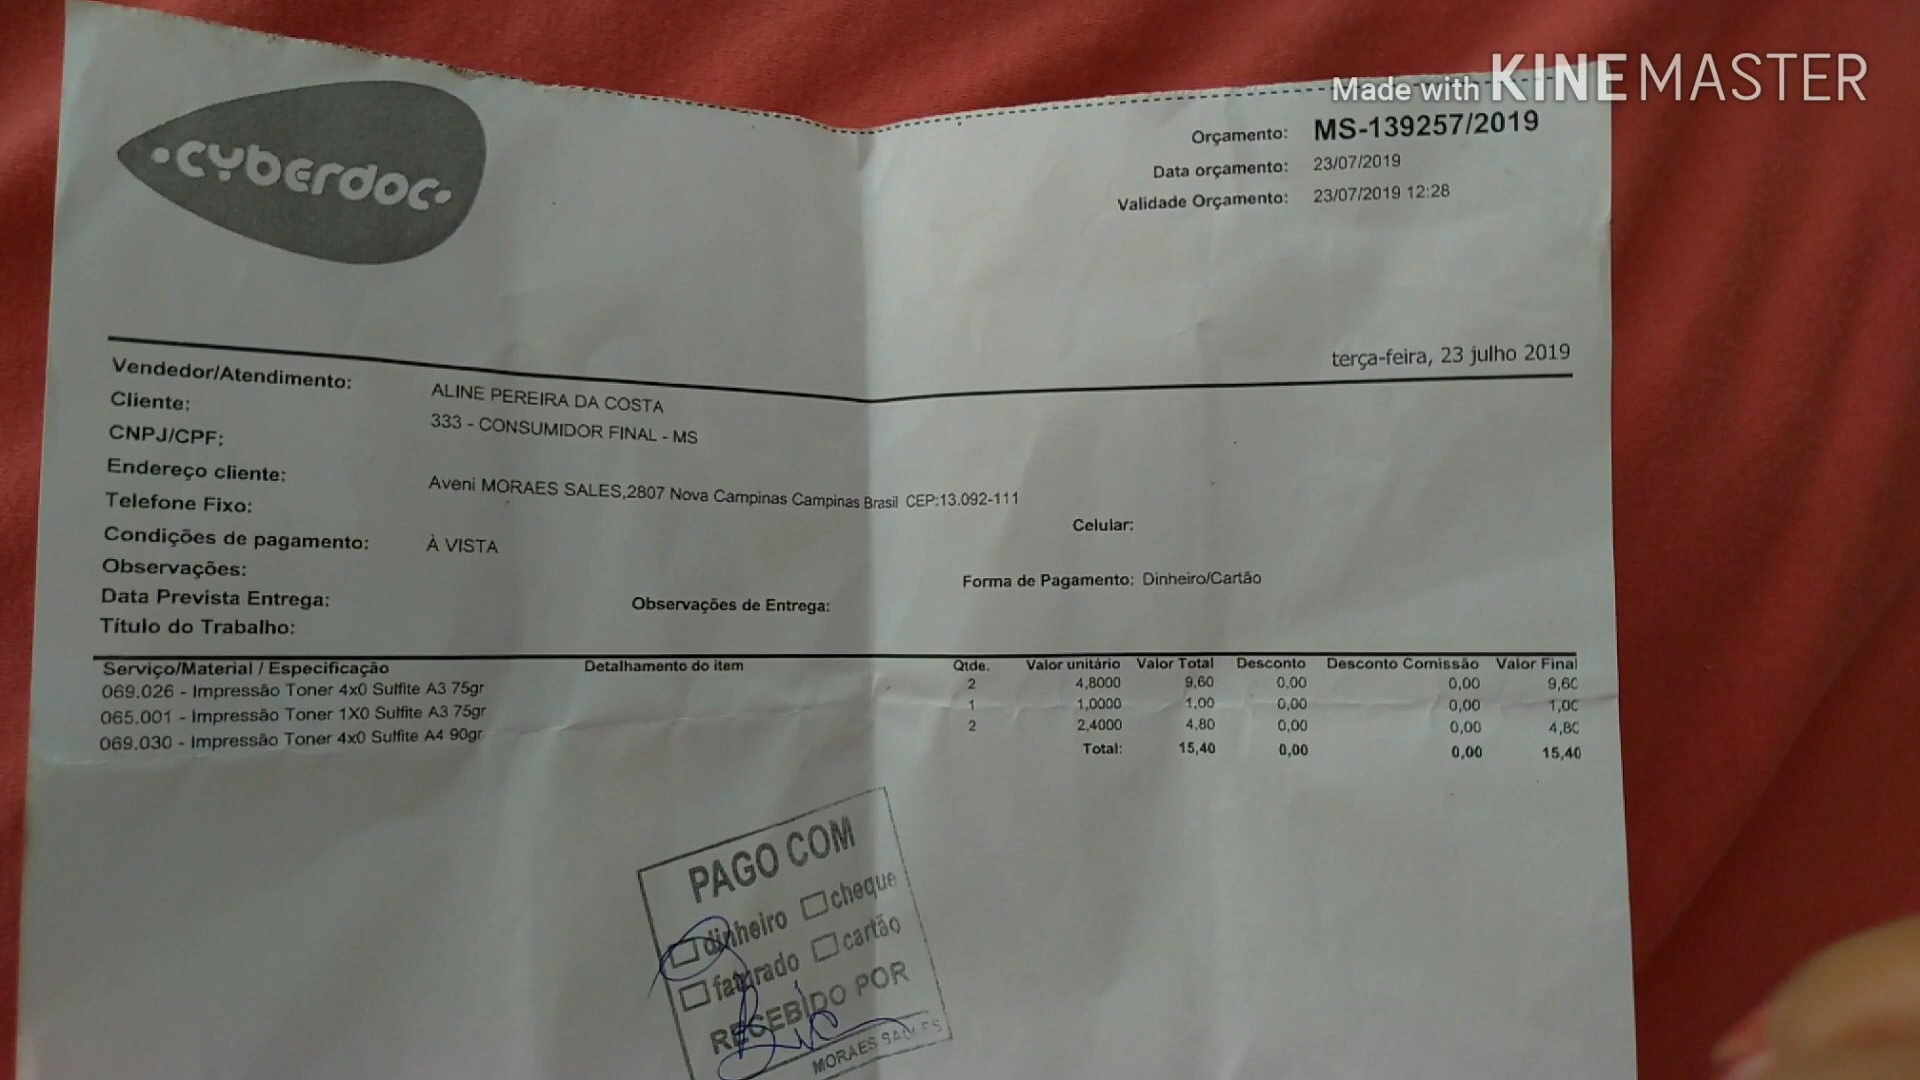 Made with KINEMASTER
cyberdoc
Orçamento: MS-139257/2019
Data orçamento: 23/07/2019
Validade Orçamento: 23/07/2019 12:28
terça-feira, 23 julho 2019
Vendedor/Atendimento: ALINE PEREIRA DA COSTA
Cliente: 333 - CONSUMIDOR FINAL - MS
CNPJ/CPF:
Endereço cliente: Aveni MORAES SALES,2807 Nova Campinas Campinas Brasil CEP:13.092-111
Telefone Fixo: Celular:
Condições de pagamento: À VISTA Forma de Pagamento: Dinheiro/Cartão
Observações:
Data Prevista Entrega: Observações de Entrega:
Título do Trabalho:
Serviço/Material / Especificação Detalhamento do item Qtde. Valor unitário Valor Total Desconto Desconto Comissão Valor Final
069.026 - Impressão Toner 4x0 Sulfite A3 75gr 2 4,8000 9,60 0,00 0,00 9,60
065.001 - Impressão Toner 1X0 Sulfite A3 75gr 1 1,0000 1,00 0,00 0,00 1,00
069.030 - Impressão Toner 4x0 Sulfite A4 90gr 2 2,4000 4,80 0,00 0,00 4,80
Total: 15,40 0,00 0,00 15,40
PAGO COM
dinheiro cheque
faturado cartão
RECEBIDO POR
MORAES SALES